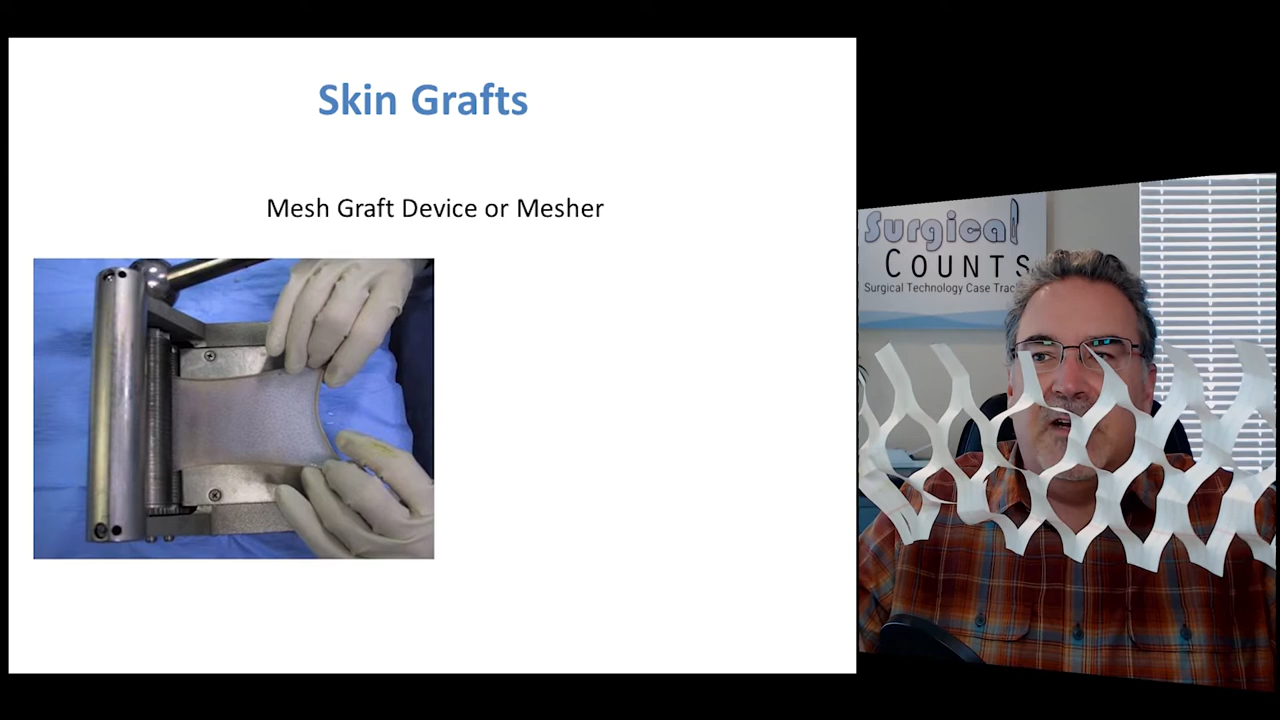 Skin Grafts
Mesh Graft Device or Mesher
Surgical
COUNTS
Surgical Technology Case Trac